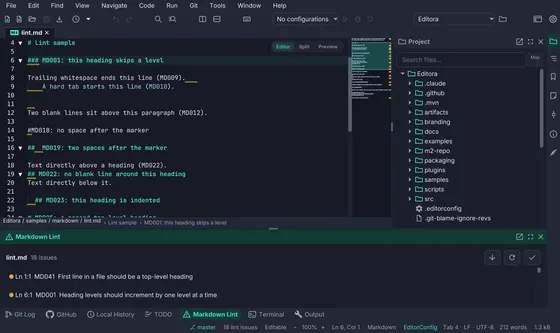 File Edit Find View Navigate Code Run Git Tools Window Help
No configurations
Editora
lint.md
Editor Split Preview
4 # Lint sample
5
6 ### MD001: this heading skips a level
7
8 Trailing whitespace ends this line (MD009).
9 A hard tab starts this line (MD010).
10
11
12 Two blank lines sit above this paragraph (MD012).
13
14 #MD018: no space after the marker
15
16 ## MD019: two spaces after the marker
17
18 Text directly above a heading (MD022).
19 ## MD022: no blank line around this heading
20 Text directly below it.
21
22 ## MD023: this heading is indented
23
Editora / samples / markdown / lint.md
Lint sample
MD001: this heading skips a level
Project
Search files...
Map
Editora
.claude
.github
.mvn
artifacts
branding
docs
examples
m2-repo
packaging
plugins
samples
scripts
src
.editorconfig
.git-blame-ignore-revs
Markdown Lint
lint.md 18 issues
Ln 1:1 MD041 First line in a file should be a top-level heading
Ln 6:1 MD001 Heading levels should increment by one level at a time
Git Log GitHub Local History TODO Markdown Lint Terminal Output
master 18 lint issues Editable - 100% + Ln 6, Col 1 Markdown EditorConfig Tab 4 LF UTF-8 212 words 1.3 kB